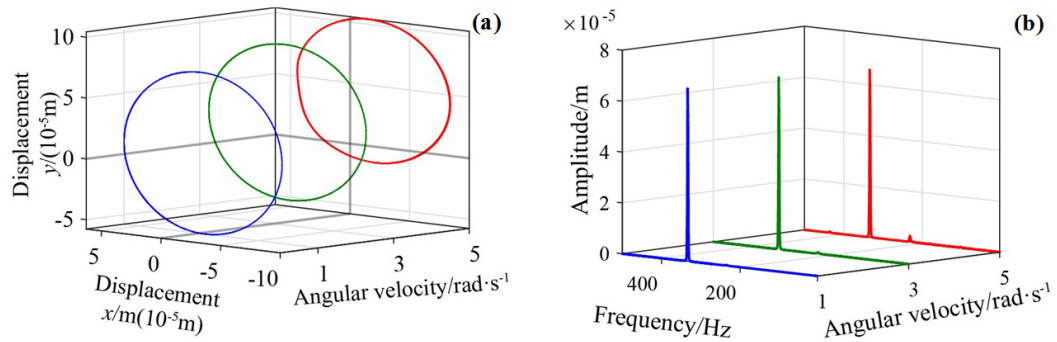 (a)
10
5
0
-5
Displacement
y/(10⁻⁵m)
5
0
-5
-10
Displacement
x/m(10⁻⁵m)
1
3
5
Angular velocity/rad·s⁻¹
(b)
×10⁻⁵
8
6
4
2
0
Amplitude/m
400
200
Frequency/Hz
1
3
5
Angular velocity/rad·s⁻¹